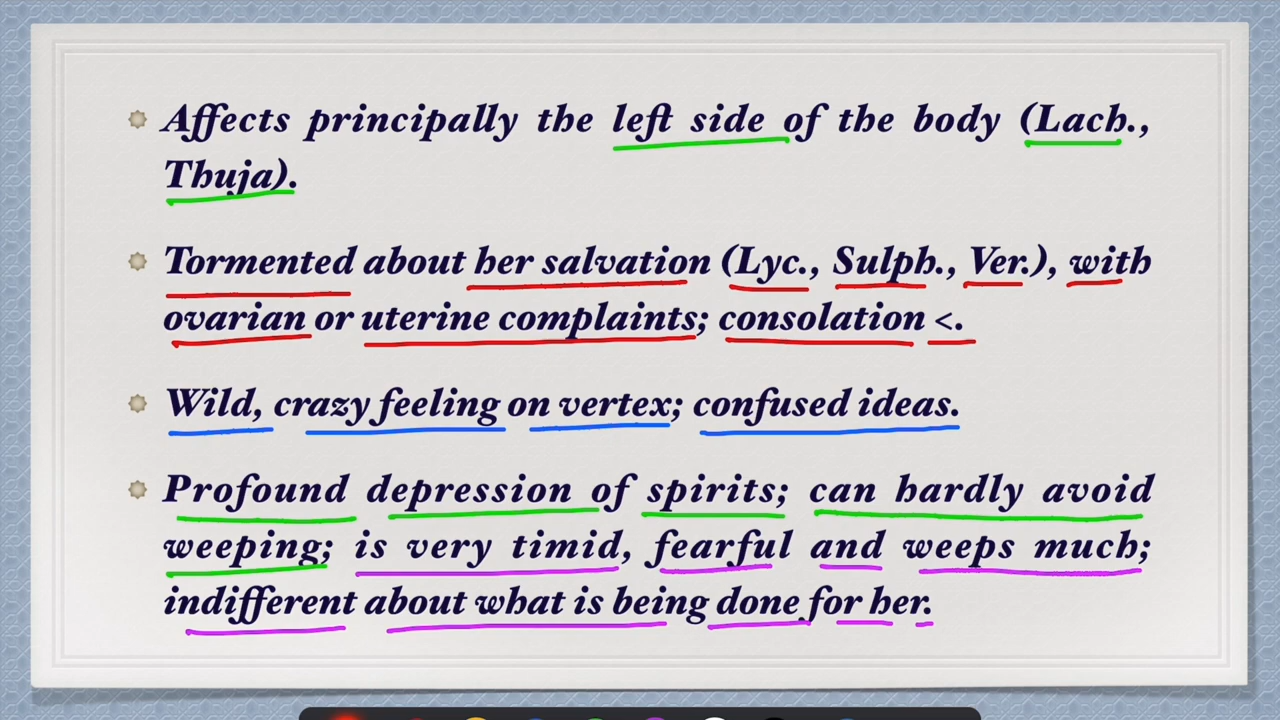 Affects principally the left side of the body (Lach.,
Thuja).
Tormented about her salvation (Lyc., Sulph., Ver.), with
ovarian or uterine complaints; consolation <.
Wild, crazy feeling on vertex; confused ideas.
Profound depression of spirits; can hardly avoid
weeping; is very timid, fearful and weeps much;
indifferent about what is being done for her.